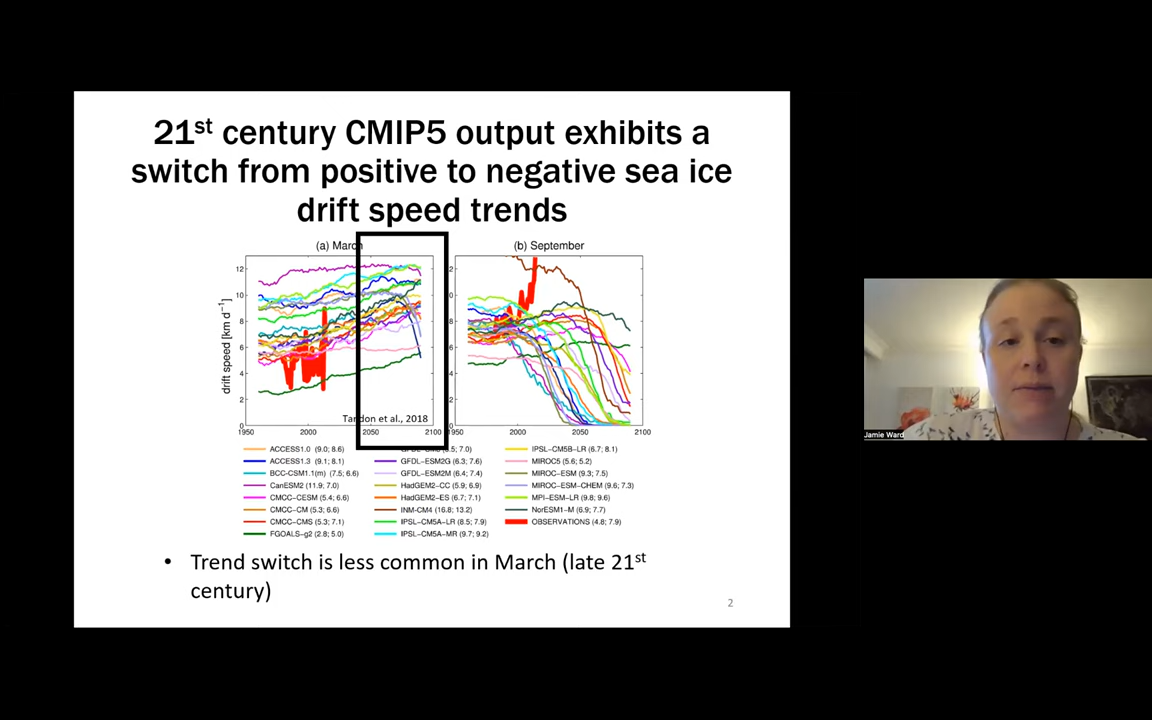 21st century CMIP5 output exhibits a
switch from positive to negative sea ice
drift speed trends
(a) March
(b) September
drift speed [km d⁻¹]
12
10
8
6
4
2
0
Tandon et al., 2018
1950 2000 2050 2100
1950 2000 2050 2100
ACCESS1.0 (9.0; 8.6)
ACCESS1.3 (9.1; 8.1)
BCC-CSM1.1(m) (7.5; 6.6)
CanESM2 (11.9; 7.0)
CMCC-CESM (5.4; 6.6)
CMCC-CM (5.3; 6.6)
CMCC-CMS (5.3; 7.1)
FGOALS-g2 (2.8; 5.0)
GFDL-ESM2G (6.3; 7.6)
GFDL-ESM2M (6.4; 7.4)
HadGEM2-CC (5.9; 6.9)
HadGEM2-ES (6.7; 7.1)
INM-CM4 (16.8; 13.2)
IPSL-CM5A-LR (8.5; 7.9)
IPSL-CM5A-MR (9.7; 9.2)
IPSL-CM5B-LR (6.7; 8.1)
MIROC5 (5.6; 5.2)
MIROC-ESM (9.3; 7.5)
MIROC-ESM-CHEM (9.6; 7.3)
MPI-ESM-LR (9.8; 9.6)
NorESM1-M (6.9; 7.7)
OBSERVATIONS (4.8; 7.9)
• Trend switch is less common in March (late 21st
century)
2
Jamie Ward